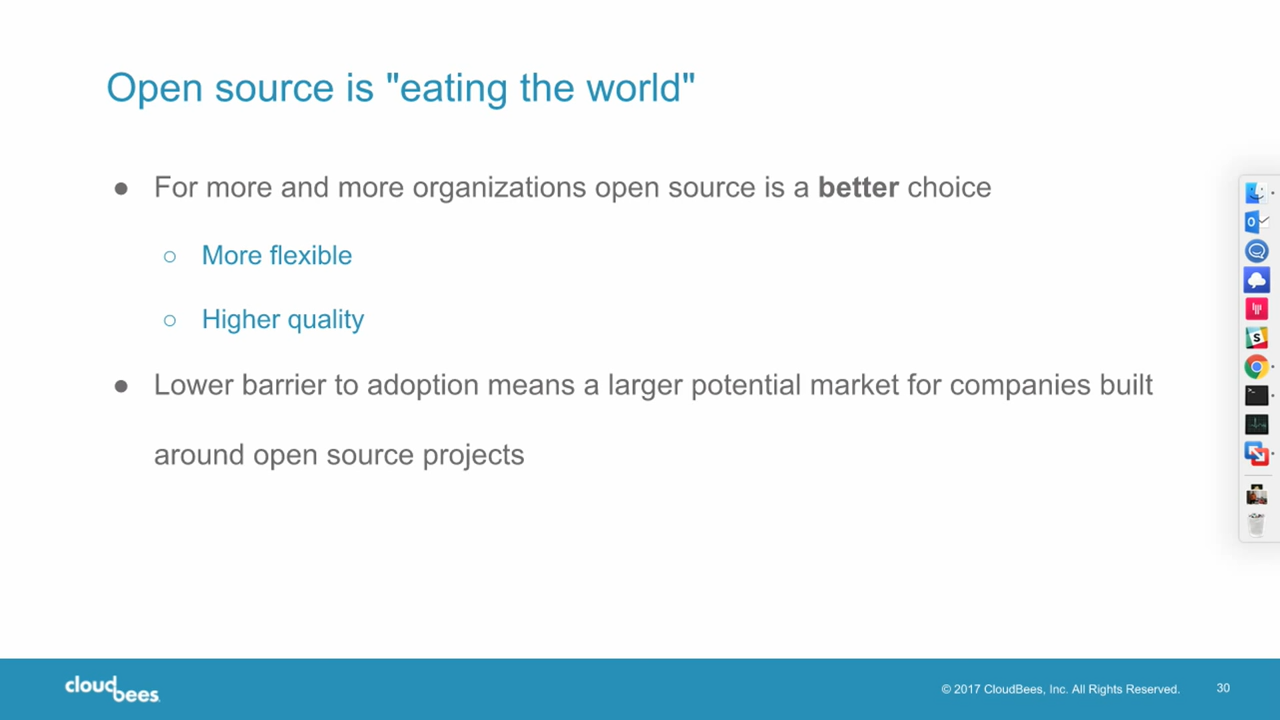 Open source is "eating the world"
● For more and more organizations open source is a better choice
○ More flexible
○ Higher quality
● Lower barrier to adoption means a larger potential market for companies built
around open source projects
cloudbees
© 2017 CloudBees, Inc. All Rights Reserved. 30